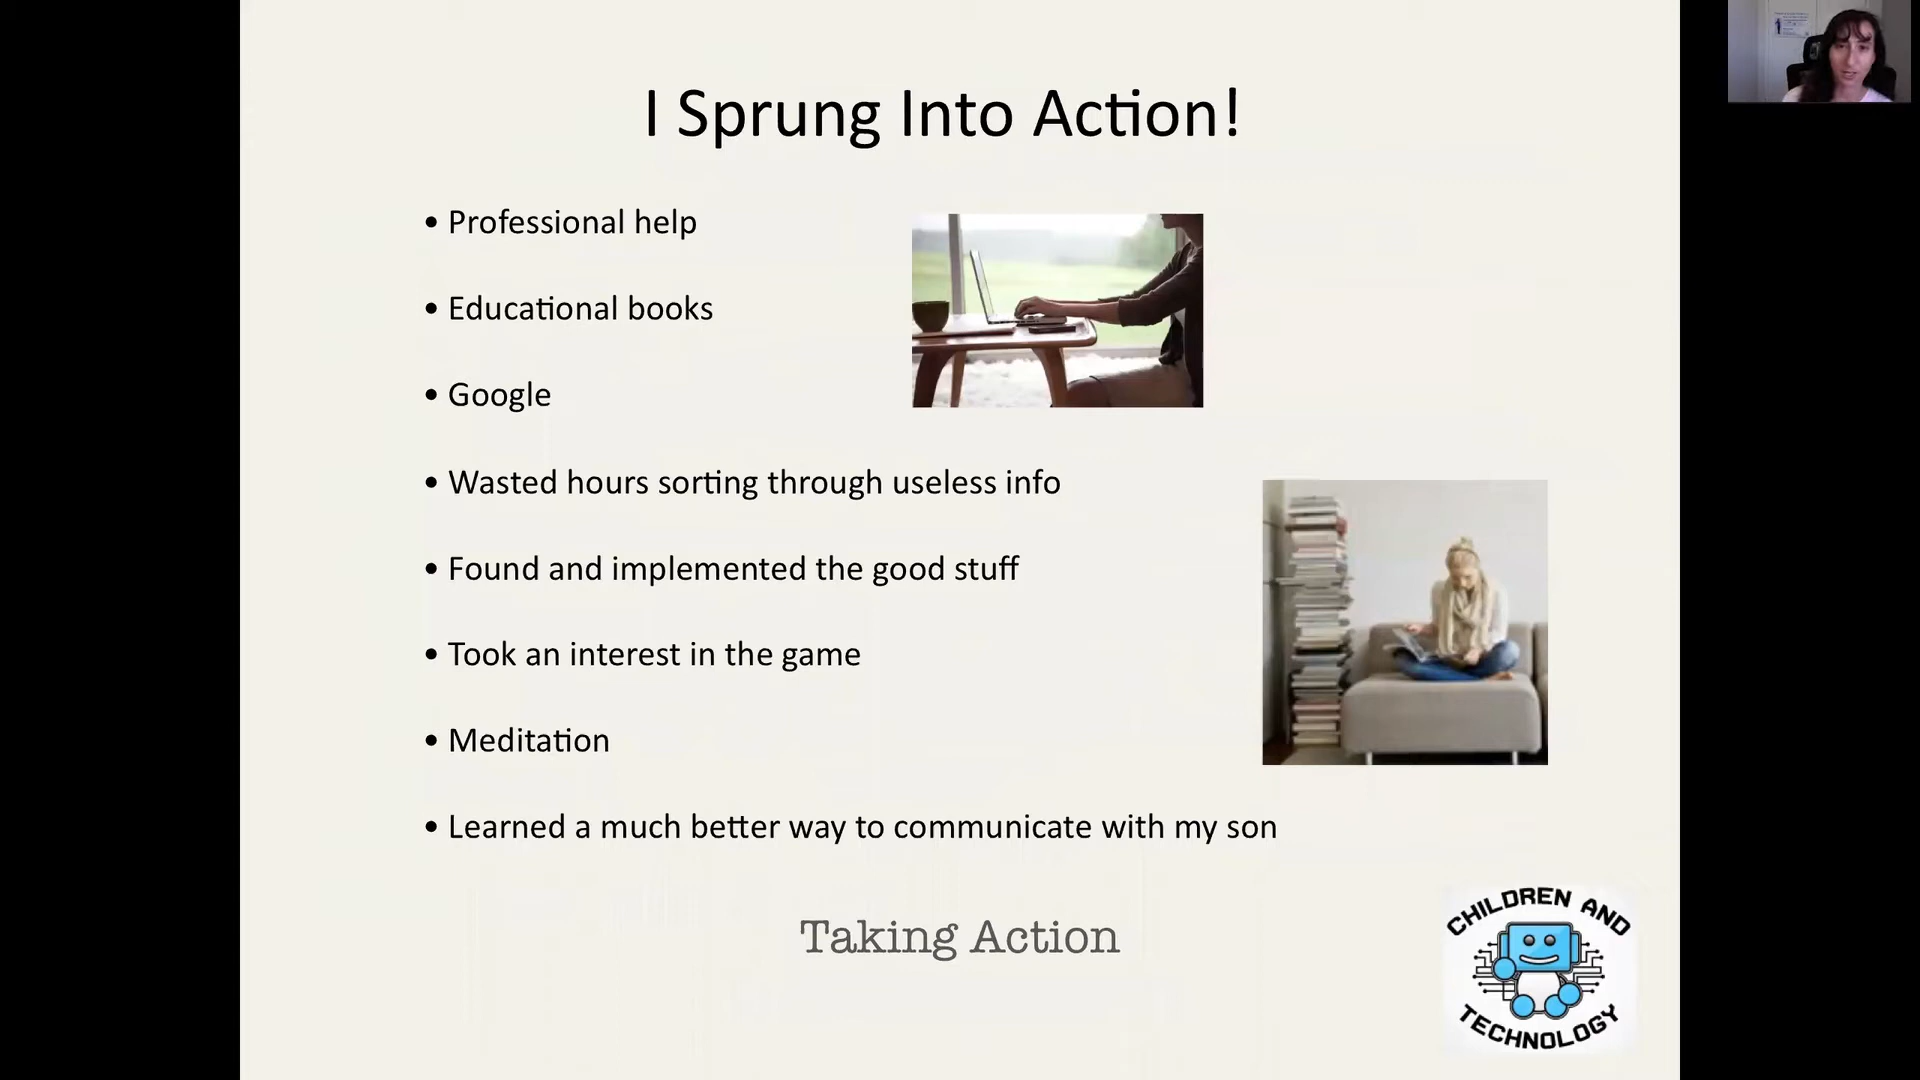 I Sprung Into Action!
• Professional help
• Educational books
• Google
• Wasted hours sorting through useless info
• Found and implemented the good stuff
• Took an interest in the game
• Meditation
• Learned a much better way to communicate with my son
Taking Action
CHILDREN AND
TECHNOLOGY